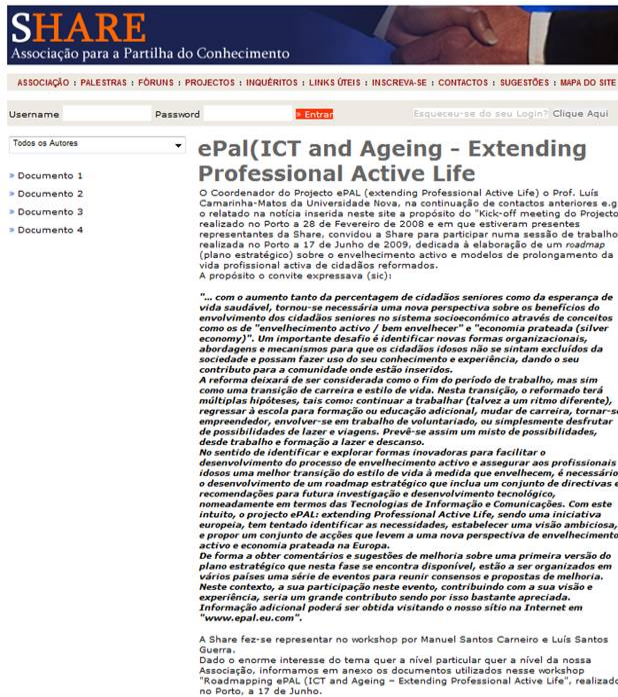 SHARE
Associação para a Partilha do Conhecimento
ASSOCIAÇÃO : PALESTRAS : FÓRUNS : PROJECTOS : INQUÉRITOS : LINKS ÚTEIS : INSCREVA-SE : CONTACTOS : SUGESTÕES : MAPA DO SITE
Username Password » Entrar Esqueceu-se do seu Login? Clique Aqui
Todos os Autores
» Documento 1
» Documento 2
» Documento 3
» Documento 4
ePal(ICT and Ageing - Extending
Professional Active Life
O Coordenador do Projecto ePAL (extending Professional Active Life) o Prof. Luís
Camarinha-Matos da Universidade Nova, na continuação de contactos anteriores e.g
o relatado na notícia inserida neste site a propósito do "Kick-off meeting do Projecto
realizado no Porto a 28 de Fevereiro de 2008 e em que estiveram presentes
representantes da Share, convidou a Share para participar numa sessão de trabalho
realizada no Porto a 17 de Junho de 2009, dedicada à elaboração de um roadmap
(plano estratégico) sobre o envelhecimento activo e modelos de prolongamento da
vida profissional activa de cidadãos reformados.
A propósito o convite expressava (sic):
"... com o aumento tanto da percentagem de cidadãos seniores como da esperança de
vida saudável, tornou-se necessária uma nova perspectiva sobre os benefícios do
envolvimento dos cidadãos seniores no sistema socioeconómico através de conceitos
como os de "envelhecimento activo / bem envelhecer" e "economia prateada (silver
economy)". Um importante desafio é identificar novas formas organizacionais,
abordagens e mecanismos para que os cidadãos idosos não se sintam excluídos da
sociedade e possam fazer uso do seu conhecimento e experiência, dando o seu
contributo para a comunidade onde estão inseridos.
A reforma deixará de ser considerada como o fim do período de trabalho, mas sim
como uma transição de carreira e estilo de vida. Nesta transição, o reformado terá
múltiplas hipóteses, tais como: continuar a trabalhar (talvez a um ritmo diferente),
regressar à escola para formação ou educação adicional, mudar de carreira, tornar-s
empreendedor, envolver-se em trabalho de voluntariado, ou simplesmente desfrutar
de possibilidades de lazer e viagens. Prevê-se assim um misto de possibilidades,
desde trabalho e formação a lazer e descanso.
No sentido de identificar e explorar formas inovadoras para facilitar o
desenvolvimento do processo de envelhecimento activo e assegurar aos profissionais
idosos uma melhor transição do estilo de vida à medida que envelhecem, é necessário
o desenvolvimento de um roadmap estratégico que inclua um conjunto de directivas e
recomendações para futura investigação e desenvolvimento tecnológico,
nomeadamente em termos das Tecnologias de Informação e Comunicações. Com este
intuito, o projecto ePAL: extending Professional Active Life, sendo uma iniciativa
europeia, tem tentado identificar as necessidades, estabelecer uma visão ambiciosa,
e propor um conjunto de acções que levem a uma nova perspectiva de envelhecimento
activo e economia prateada na Europa.
De forma a obter comentários e sugestões de melhoria sobre uma primeira versão do
plano estratégico que nesta fase se encontra disponível, estão a ser organizados em
vários países uma série de eventos para reunir consensos e propostas de melhoria.
Neste contexto, a sua participação neste evento, contribuindo com a sua visão e
experiência, seria um grande contributo sendo por isso bastante apreciada.
Informação adicional poderá ser obtida visitando o nosso sítio na Internet em
"www.epal.eu.com".
A Share fez-se representar no workshop por Manuel Santos Carneiro e Luís Santos
Guerra.
Dado o enorme interesse do tema quer a nível particular quer a nível da nossa
Associação, informamos em anexo os documentos utilizados nesse workshop
"Roadmapping ePAL (ICT and Ageing – Extending Professional Active Life", realizado
no Porto, a 17 de Junho.